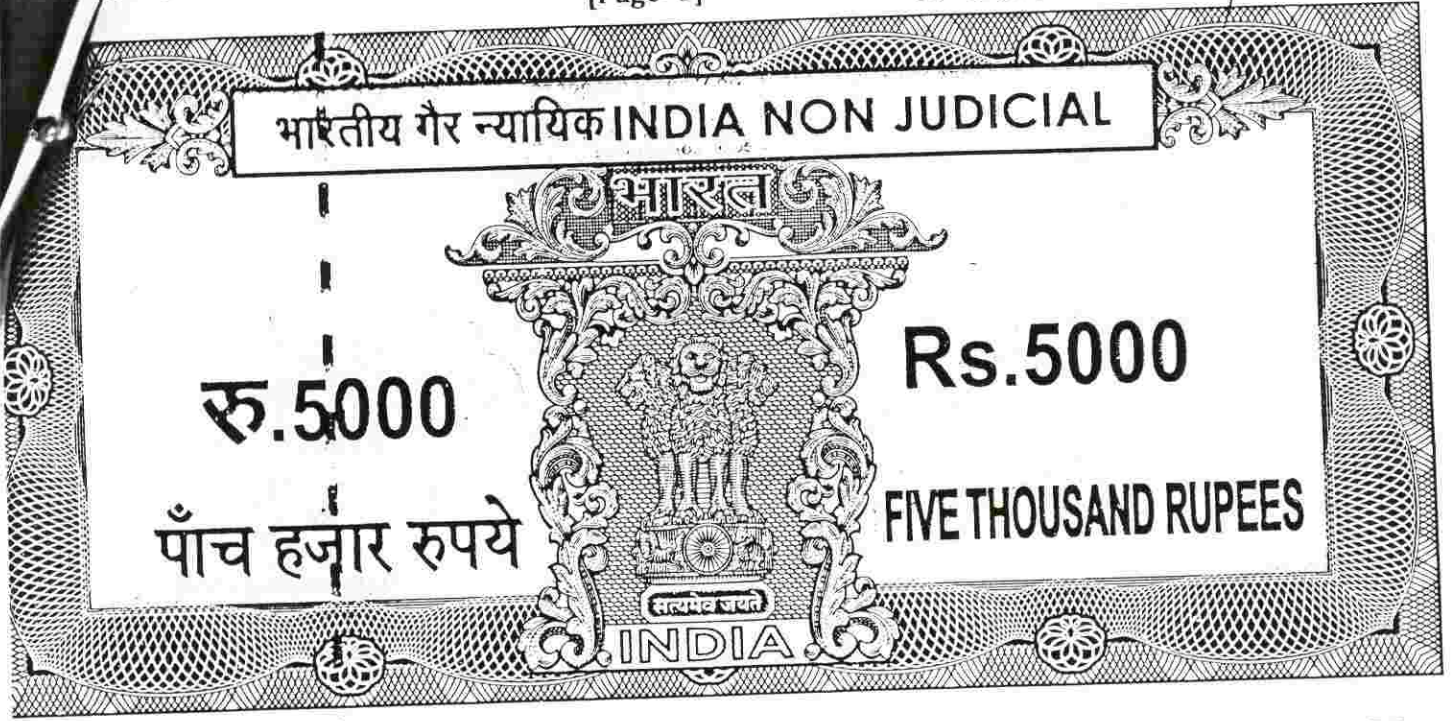 भारतीय गैर न्यायिक INDIA NON JUDICIAL
भारत
रु.5000
Rs.5000
पाँच हजार रुपये
FIVE THOUSAND RUPEES
सत्यमेव जयते
INDIA